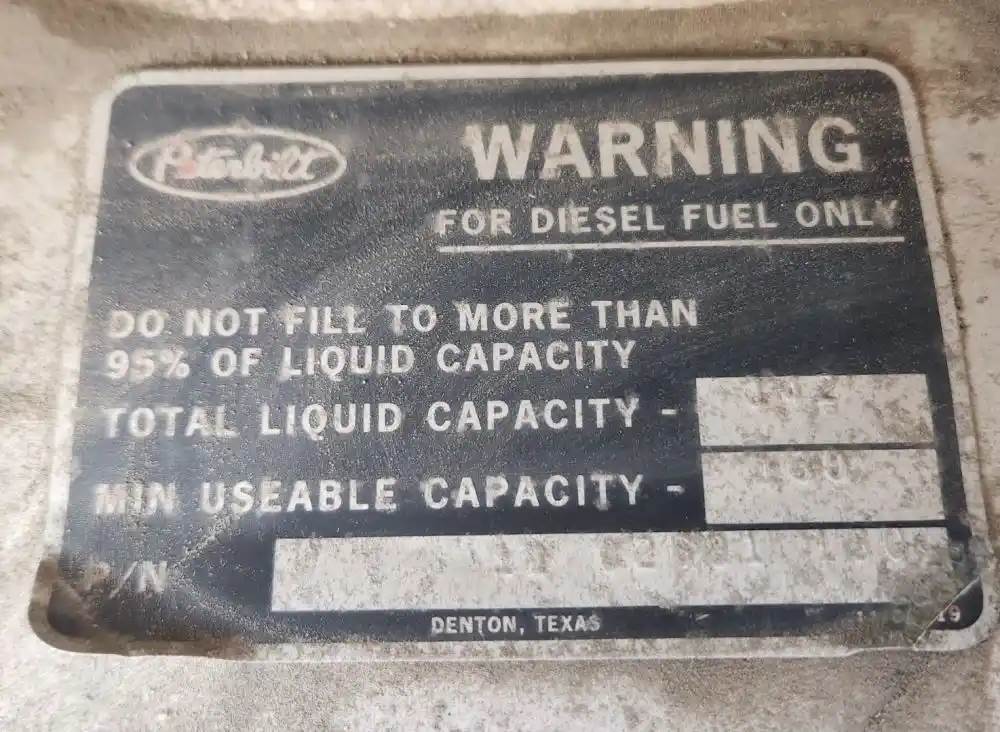 Peterbilt
WARNING
FOR DIESEL FUEL ONLY
DO NOT FILL TO MORE THAN
95% OF LIQUID CAPACITY
TOTAL LIQUID CAPACITY -
MIN USEABLE CAPACITY -
P/N
DENTON, TEXAS